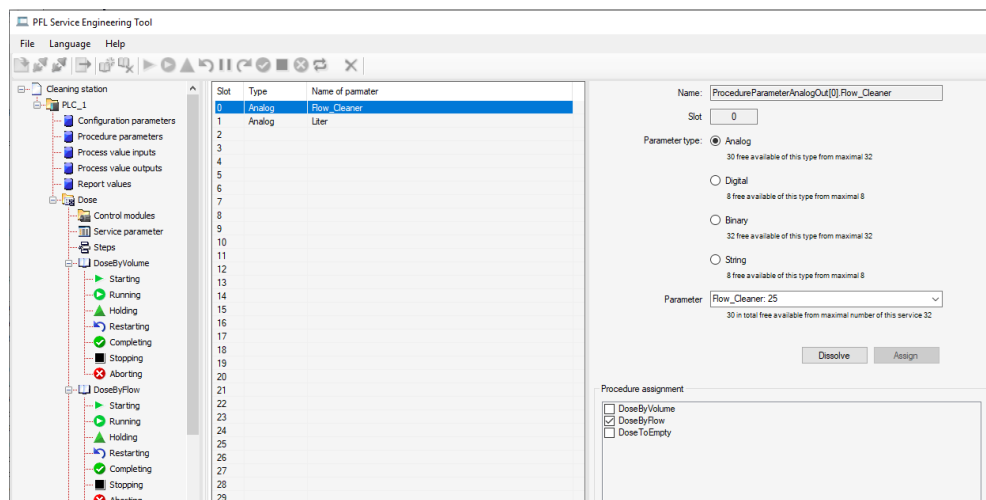 PFL Service Engineering Tool
File Language Help
Cleaning station
PLC_1
Configuration parameters
Procedure parameters
Process value inputs
Process value outputs
Report values
Dose
Control modules
Service parameter
Steps
DoseByVolume
Starting
Running
Holding
Restarting
Completing
Stopping
Aborting
DoseByFlow
Starting
Running
Holding
Restarting
Completing
Stopping
Aborting
Slot Type Name of parmater
0 Analog Flow_Cleaner
1 Analog Liter
2
3
4
5
6
7
8
9
10
11
12
13
14
15
16
17
18
19
20
21
22
23
24
25
26
27
28
29
Name: ProcedureParameterAnalogOut[0].Flow_Cleaner
Slot 0
Parameter type: Analog
30 free available of this type from maximal 32
Digital
8 free available of this type from maximal 8
Binary
32 free available of this type from maximal 32
String
8 free available of this type from maximal 8
Parameter Flow_Cleaner: 25
30 in total free available from maximal number of this service 32
Dissolve Assign
Procedure assignment
DoseByVolume
DoseByFlow
DoseToEmpty